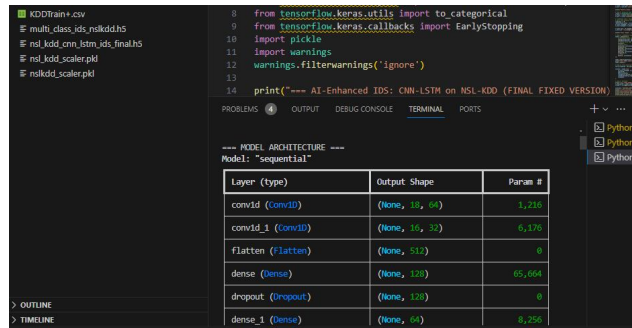 KDDTrain+.csv
multi_class_ids_nslkdd.h5
nsl_kdd_cnn_lstm_ids_final.h5
nsl_kdd_scaler.pkl
nslkdd_scaler.pkl
OUTLINE
TIMELINE
8 from tensorflow.keras.utils import to_categorical
9 from tensorflow.keras.callbacks import EarlyStopping
10 import pickle
11 import warnings
12 warnings.filterwarnings('ignore')
13
14 print("=== AI-Enhanced IDS: CNN-LSTM on NSL-KDD (FINAL FIXED VERSION)
PROBLEMS 4 OUTPUT DEBUG CONSOLE TERMINAL PORTS
Python
Python
Python
=== MODEL ARCHITECTURE ===
Model: "sequential"
Layer (type) Output Shape Param #
conv1d (Conv1D) (None, 18, 64) 1,216
conv1d_1 (Conv1D) (None, 16, 32) 6,176
flatten (Flatten) (None, 512) 0
dense (Dense) (None, 128) 65,664
dropout (Dropout) (None, 128) 0
dense_1 (Dense) (None, 64) 8,256